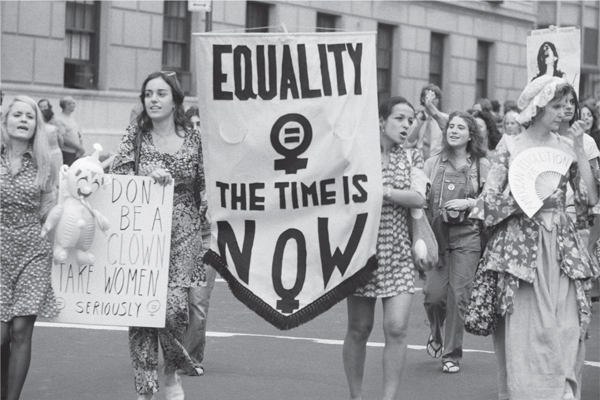 EQUALITY
THE TIME IS
NOW
DON'T
BE A
CLOWN
TAKE WOMEN
SERIOUSLY